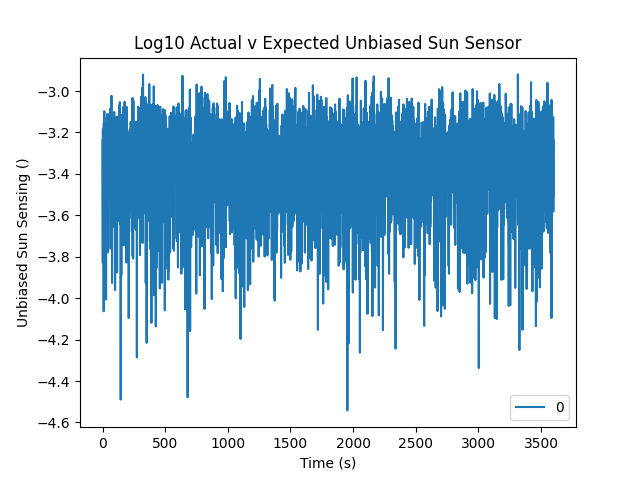 Log10 Actual v Expected Unbiased Sun Sensor
Unbiased Sun Sensing ()
−3.0
−3.2
−3.4
−3.6
−3.8
−4.0
−4.2
−4.4
−4.6
0
0 500 1000 1500 2000 2500 3000 3500
Time (s)